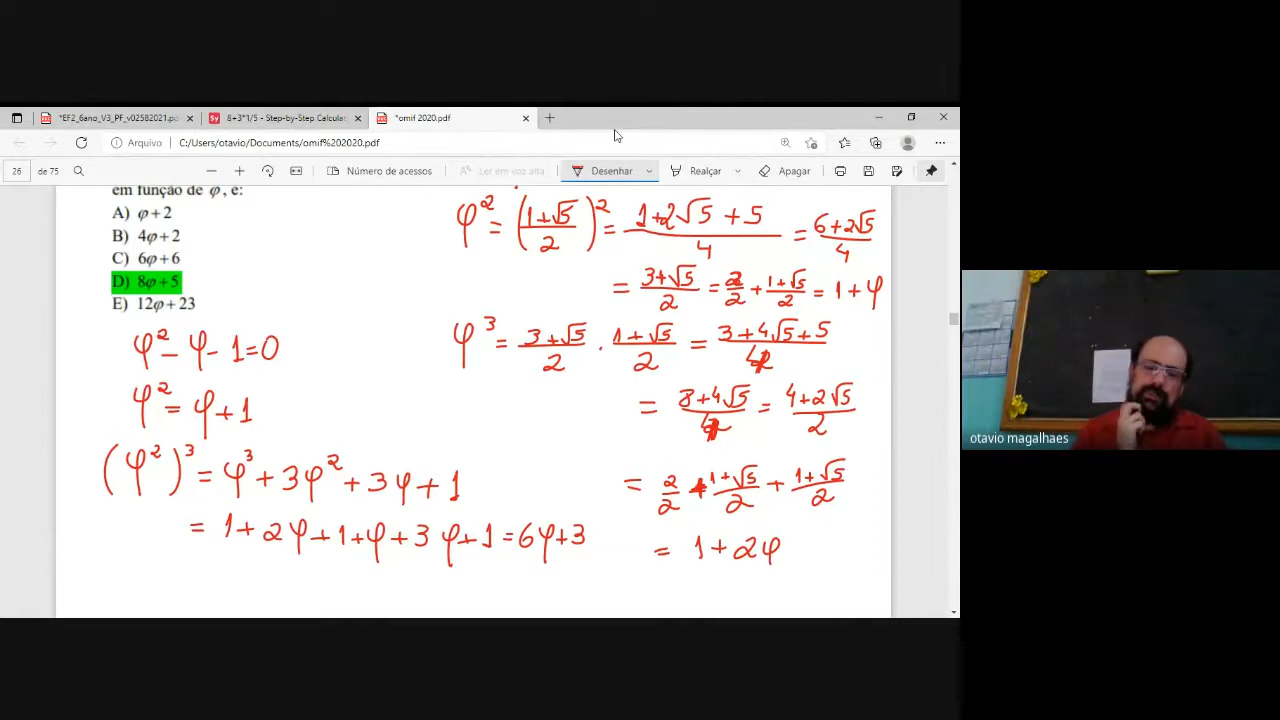 *EF2_6ano_V3_PF_v02582021.pd
8+3*1/5 - Step-by-Step Calculat
*omif 2020.pdf
Arquivo
C:/Users/otavio/Documents/omif%202020.pdf
26
de 75
Número de acessos
Ler em voz alta
Desenhar
Realçar
Apagar
em função de φ, é:
A) φ+2
B) 4φ+2
C) 6φ+6
D) 8φ+5
E) 12φ+23
φ² - φ - 1 = 0
φ² = φ + 1
(φ²)³ = φ³ + 3φ² + 3φ + 1
= 1 + 2φ + 1 + φ + 3φ + 1 = 6φ + 3
φ² = ((1+√5)/2)² = (1+2√5+5)/4 = (6+2√5)/4
= (3+√5)/2 = 2/2 + (1+√5)/2 = 1 + φ
φ³ = (3+√5)/2 · (1+√5)/2 = (3+4√5+5)/4
= (8+4√5)/4 = (4+2√5)/2
= 2/2 + (1+√5)/2 + (1+√5)/2
= 1 + 2φ
otavio magalhaes